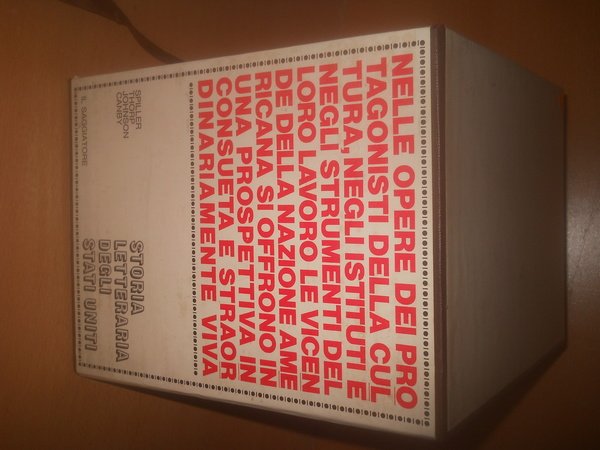 NELLE OPERE DEI PRO
TAGONISTI DELLA CUL
TURA, NEGLI ISTITUTI E
NEGLI STRUMENTI DEL
LORO LAVORO LE VICEN
DE DELLA NAZIONE AME
RICANA SI OFFRONO IN
UNA PROSPETTIVA IN
CONSUETA E STRAOR
DINARIAMENTE VIVA
STORIA
LETTERARIA
DEGLI
STATI UNITI
SPILLER
THORP
JOHNSON
CANBY
IL SAGGIATORE